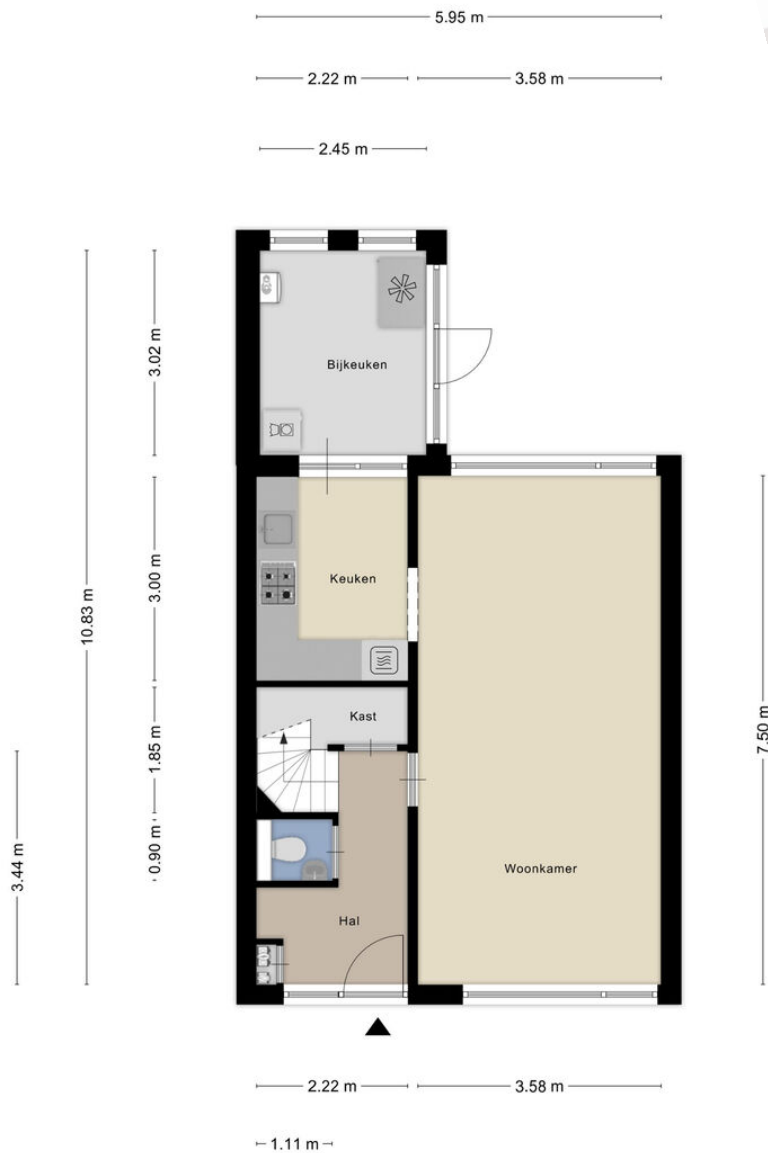 5.95 m
2.22 m
3.58 m
2.45 m
3.02 m
Bijkeuken
10.83 m
3.00 m
Keuken
Kast
1.85 m
7.50 m
3.44 m
0.90 m
Woonkamer
Hal
2.22 m
3.58 m
1.11 m